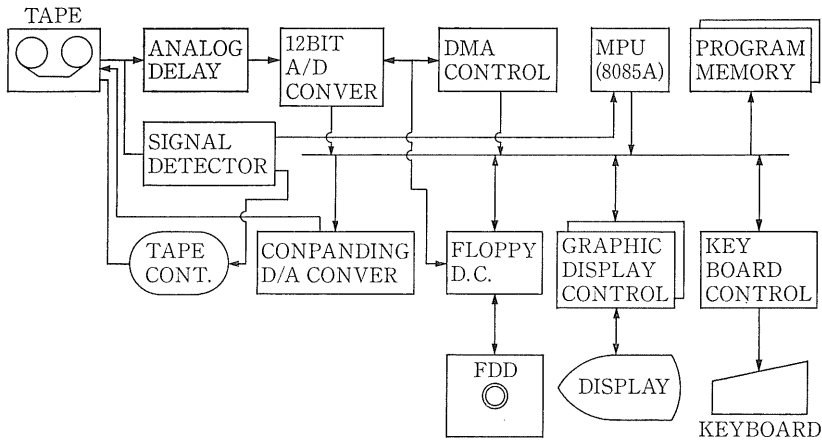 TAPE
ANALOG
DELAY
12BIT
A/D
CONVER
DMA
CONTROL
MPU
(8085A)
PROGRAM
MEMORY
SIGNAL
DETECTOR
TAPE
CONT.
CONPANDING
D/A CONVER
FLOPPY
D.C.
GRAPHIC
DISPLAY
CONTROL
KEY
BOARD
CONTROL
FDD
DISPLAY
KEYBOARD